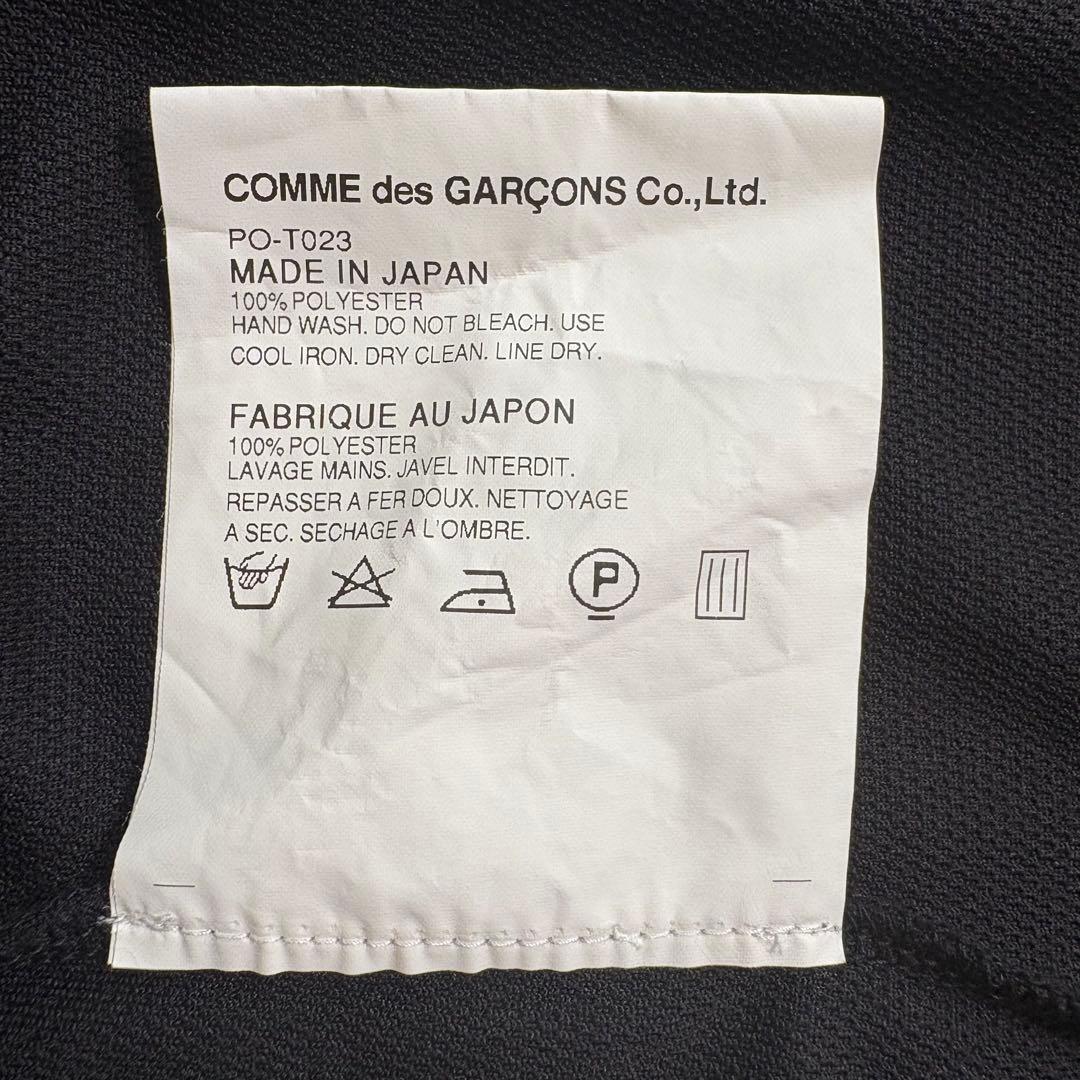 COMME des GARÇONS Co.,Ltd.
PO-T023
MADE IN JAPAN
100% POLYESTER
HAND WASH. DO NOT BLEACH. USE
COOL IRON. DRY CLEAN. LINE DRY.
FABRIQUE AU JAPON
100% POLYESTER
LAVAGE MAINS. JAVEL INTERDIT.
REPASSER A FER DOUX. NETTOYAGE
A SEC. SECHAGE A L'OMBRE.
P